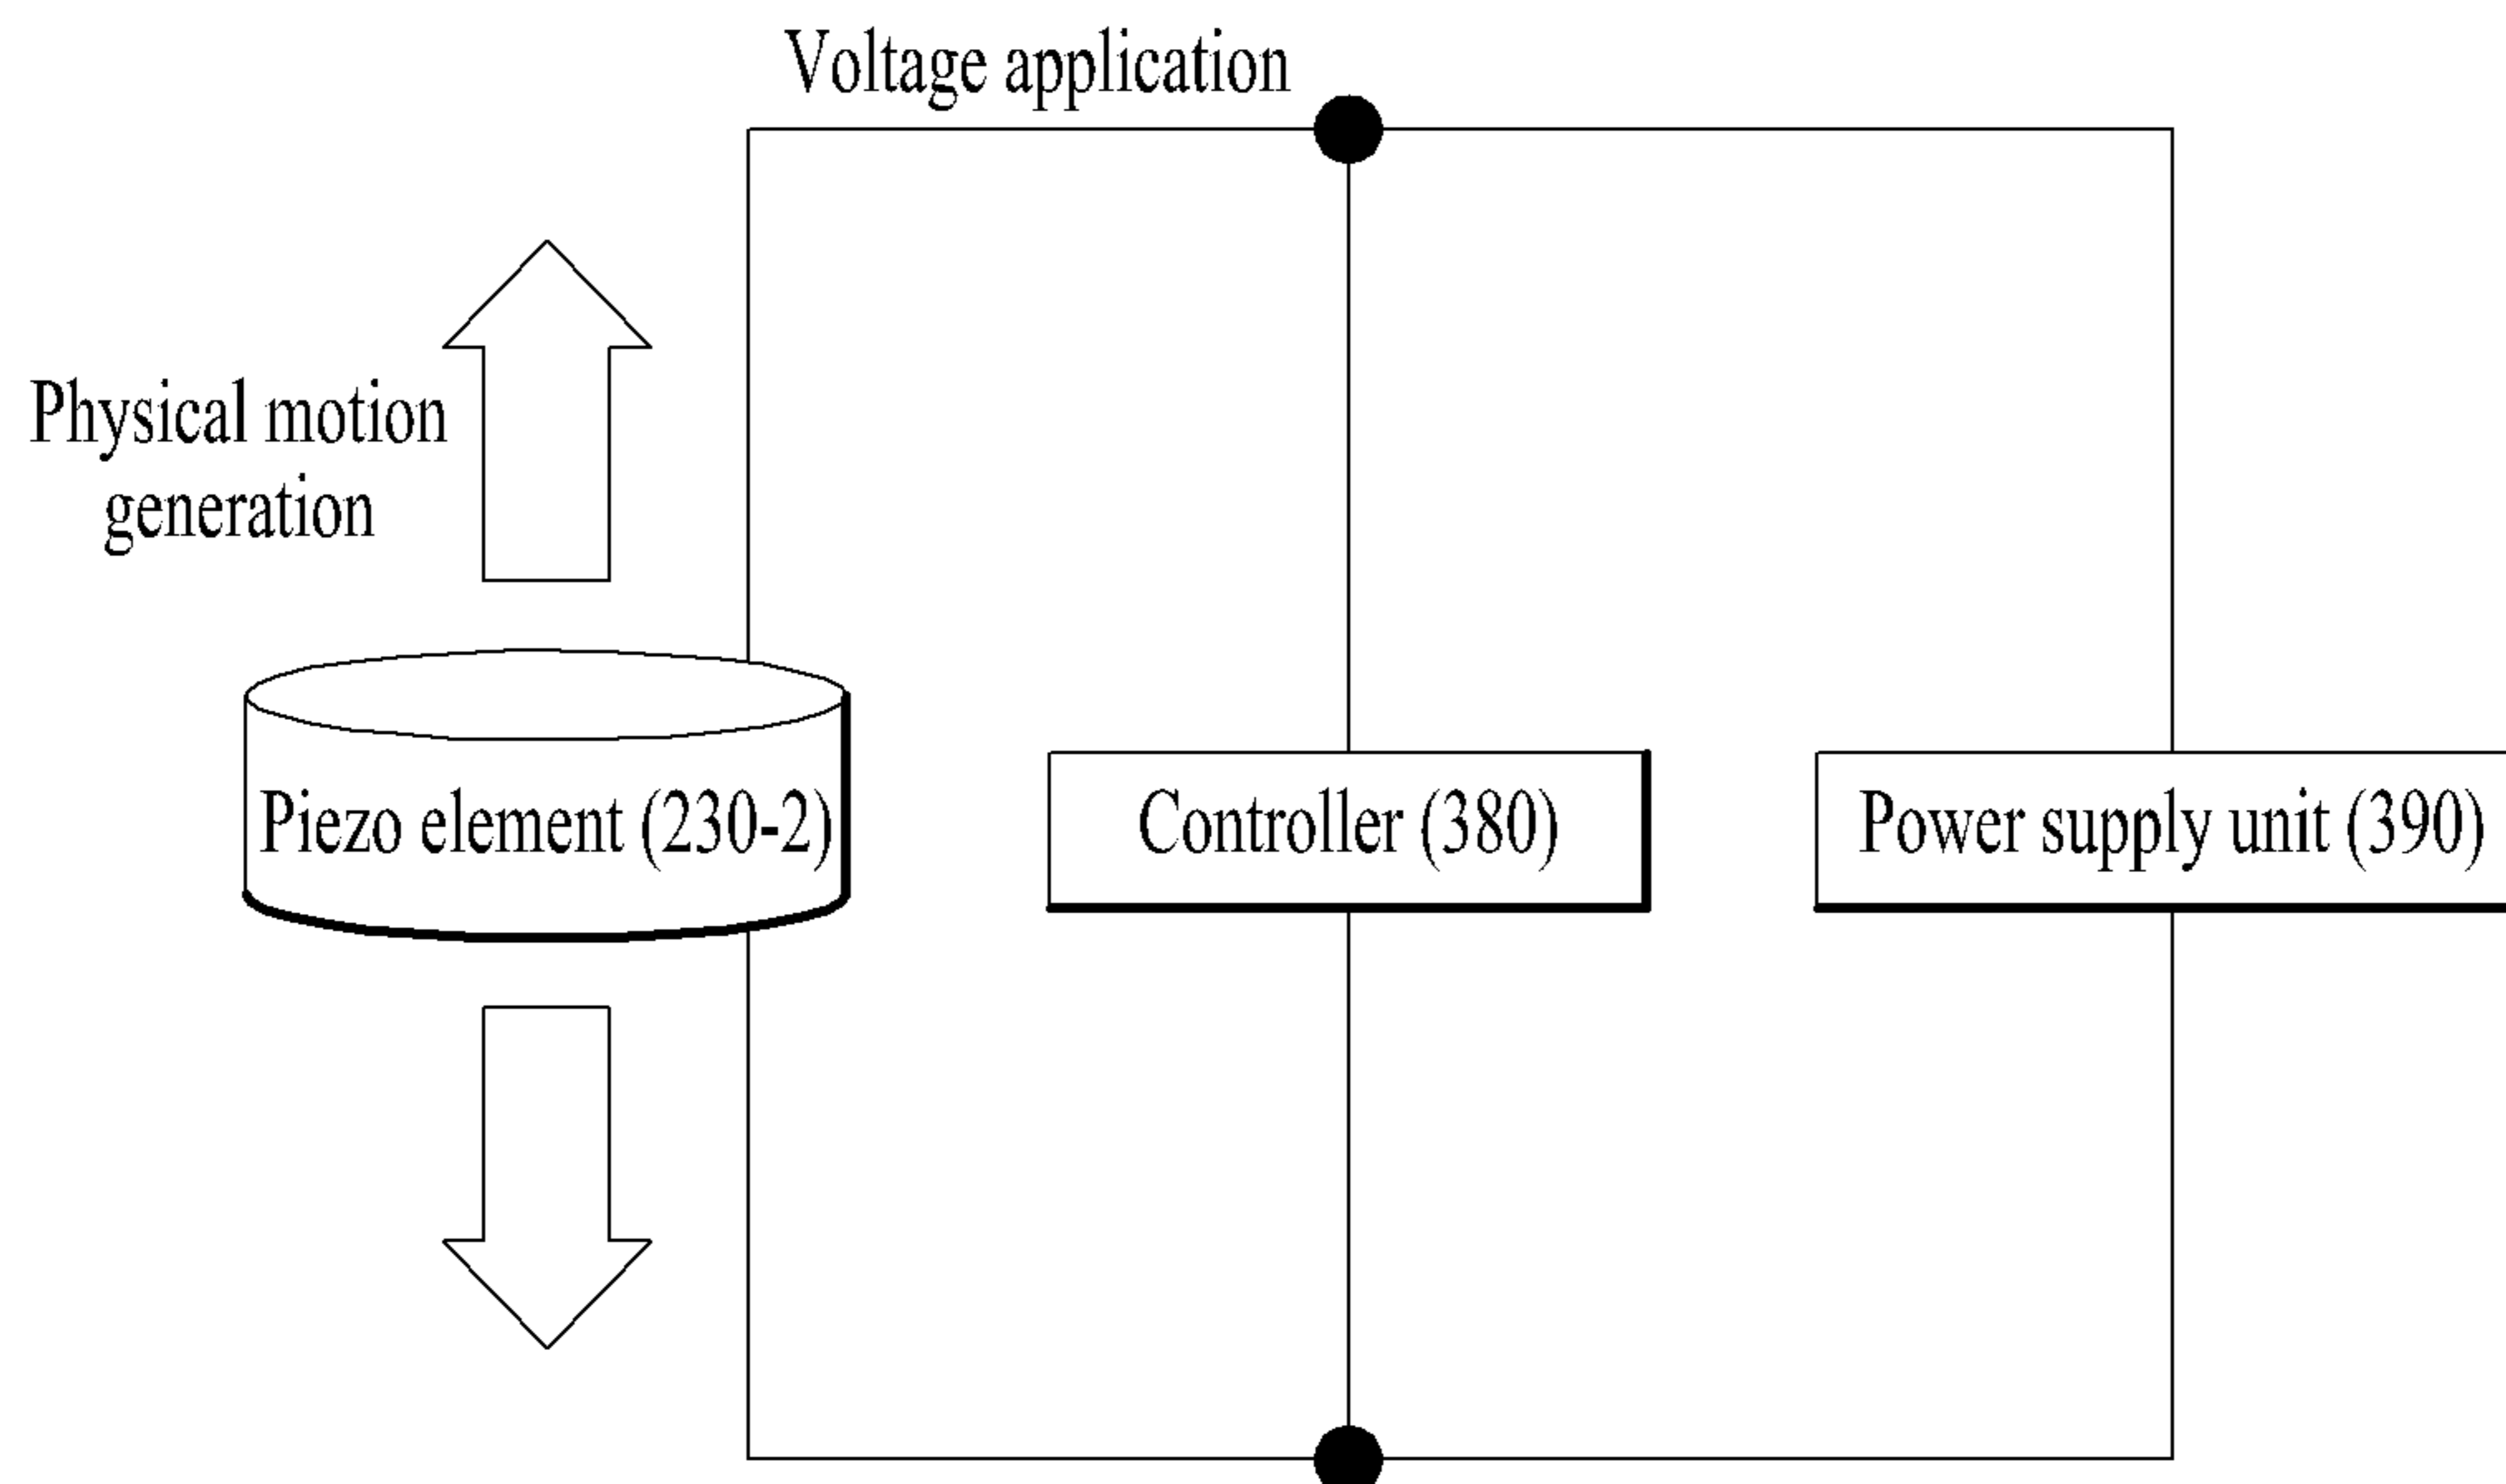 Voltage application
Physical motion
generation
Piezo element (230-2)
Controller (380)
Power supply unit (390)